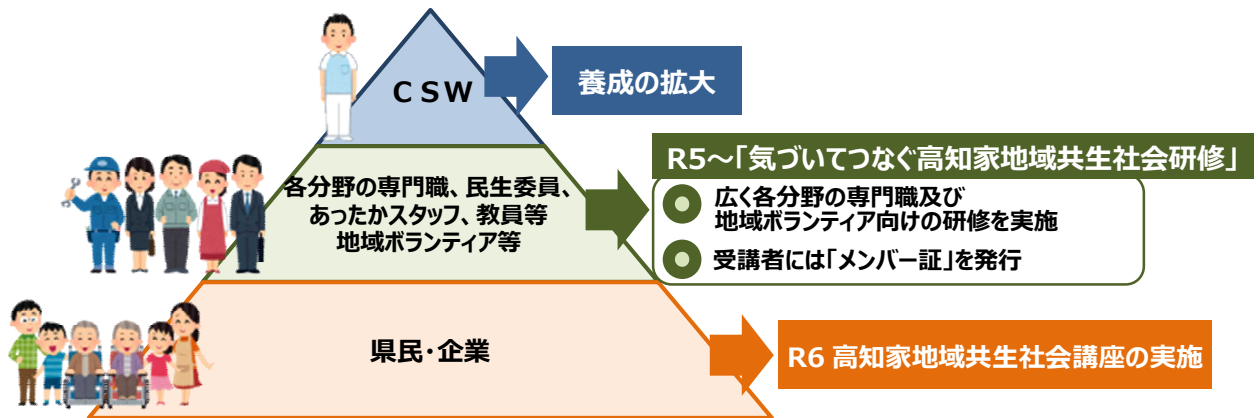 CSW
養成の拡大
R5～「気づいてつなぐ高知家地域共生社会研修」
各分野の専門職、民生委員、
あったかスタッフ、教員等
地域ボランティア等
広く各分野の専門職及び
地域ボランティア向けの研修を実施
受講者には「メンバー証」を発行
県民・企業
R6 高知家地域共生社会講座の実施